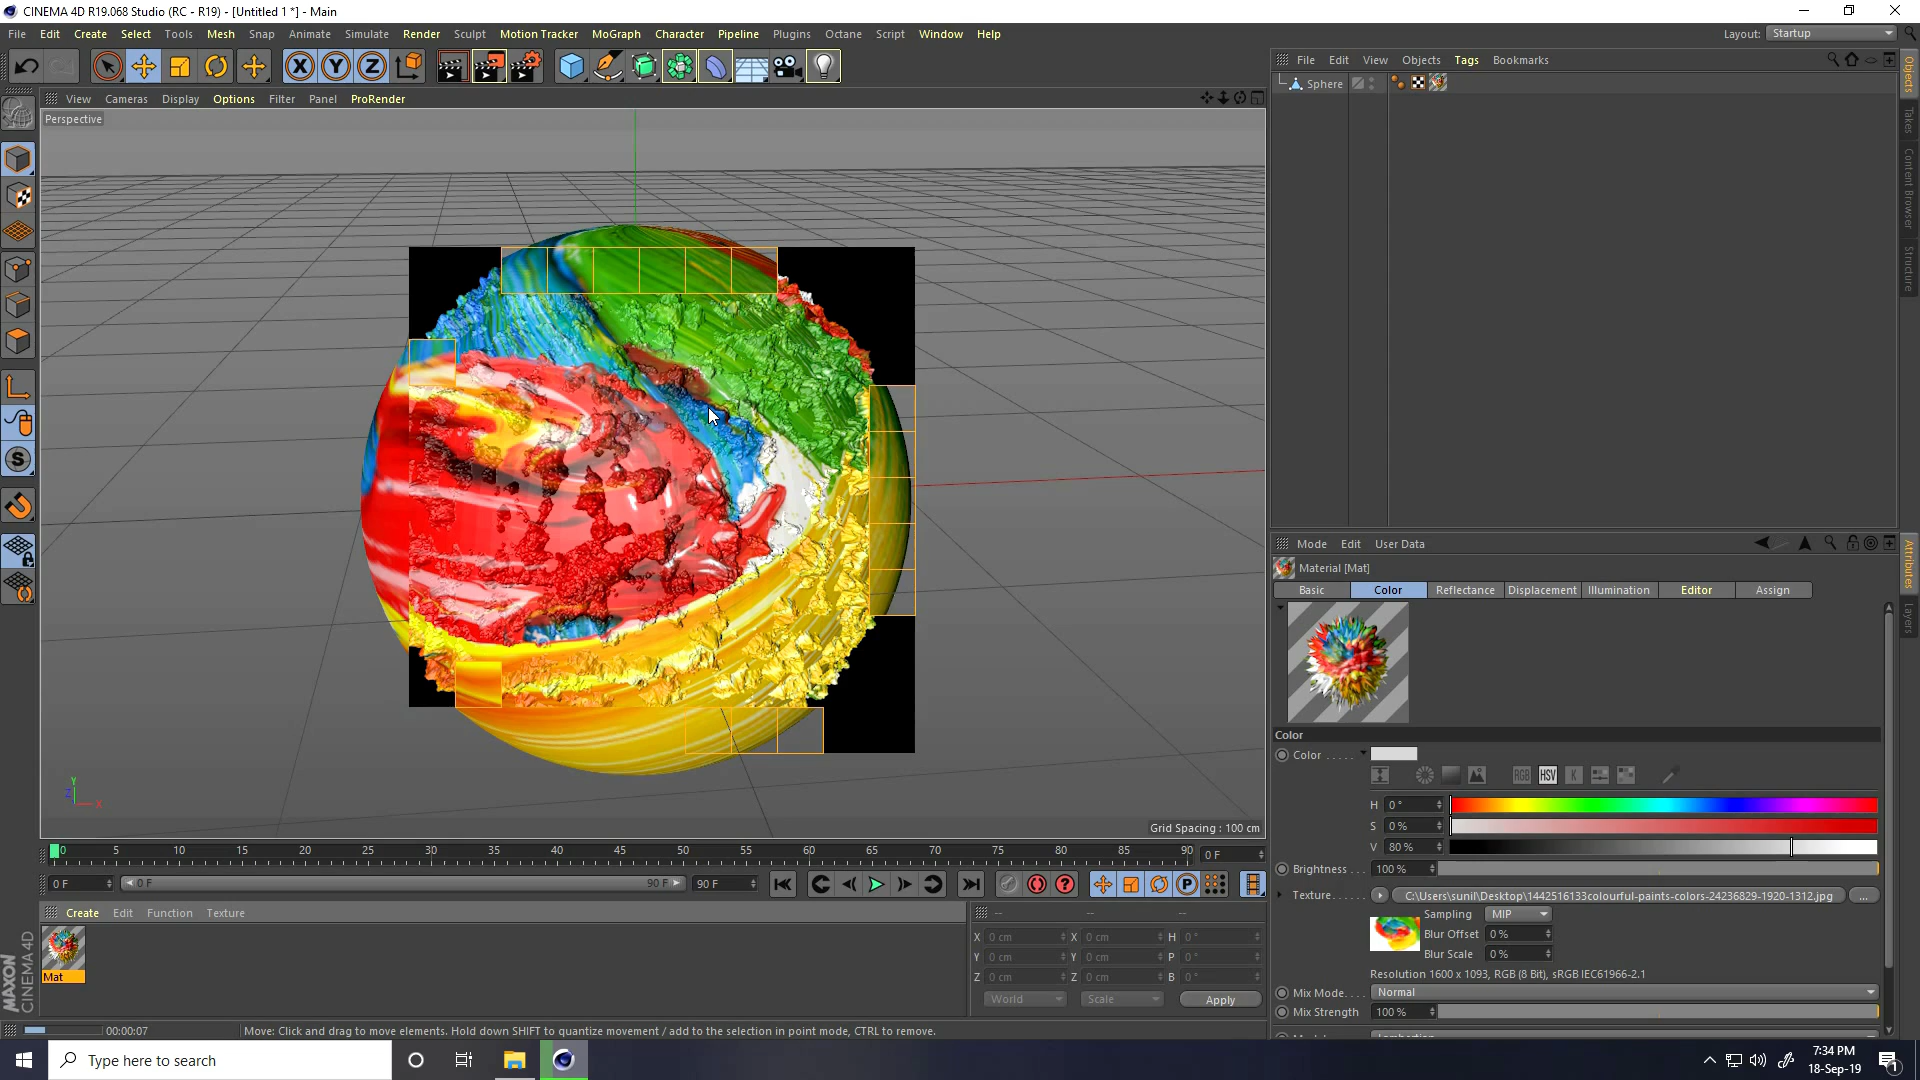 CINEMA 4D R19.068 Studio (RC - R19) - [Untitled 1 *] - Main
File Edit Create Select Tools Mesh Snap Animate Simulate Render Sculpt Motion Tracker MoGraph Character Pipeline Plugins Octane Script Window Help
Layout: Startup
View Cameras Display Options Filter Panel ProRender
Perspective
File Edit View Objects Tags Bookmarks
Sphere
Objects
Takes
Content Browser
Structure
Mode Edit User Data
Material [Mat]
Basic Color Reflectance Displacement Illumination Editor Assign
Attributes
Layers
Color
Color
RGB HSV K
H 0 °
S 0 %
V 80 %
Brightness . . . 100 %
Texture. . . . . . C:\Users\sunil\Desktop\1442516133colourful-paints-colors-24236829-1920-1312.jpg ...
Sampling MIP
Blur Offset 0 %
Blur Scale 0 %
Resolution 1600 x 1093, RGB (8 Bit), sRGB IEC61966-2.1
Mix Mode. . . . Normal
Mix Strength 100 %
Y
Z X
Grid Spacing : 100 cm
0 5 10 15 20 25 30 35 40 45 50 55 60 65 70 75 80 85 90 0 F
0 F 0 F 90 F 90 F
Create Edit Function Texture
Mat
-- -- --
X 0 cm X 0 cm H 0 °
Y 0 cm Y 0 cm P 0 °
Z 0 cm Z 0 cm B 0 °
World Scale Apply
MAXON
CINEMA 4D
00:00:07 Move: Click and drag to move elements. Hold down SHIFT to quantize movement / add to the selection in point mode, CTRL to remove.
Type here to search
7:34 PM
18-Sep-19
1